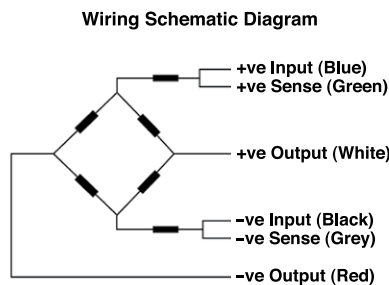 Wiring Schematic Diagram
+ve Input (Blue)
+ve Sense (Green)
+ve Output (White)
−ve Input (Black)
−ve Sense (Grey)
−ve Output (Red)